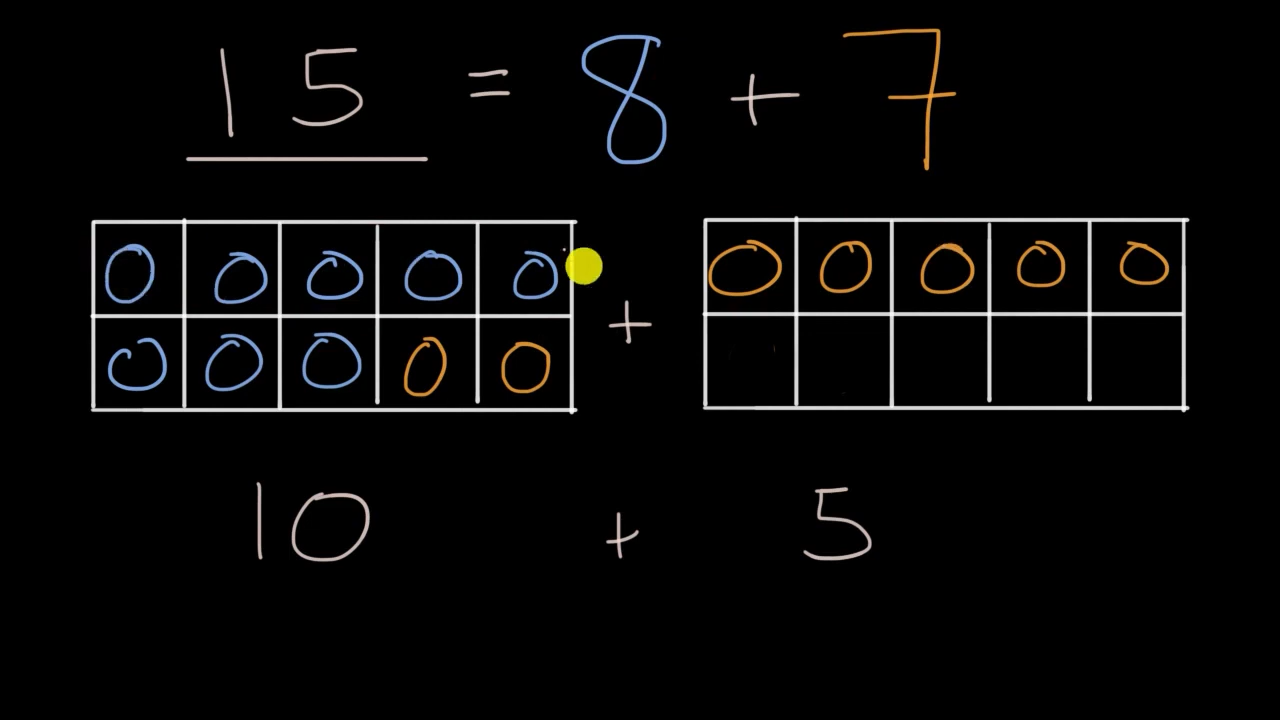 15 = 8 + 7
+
10 + 5